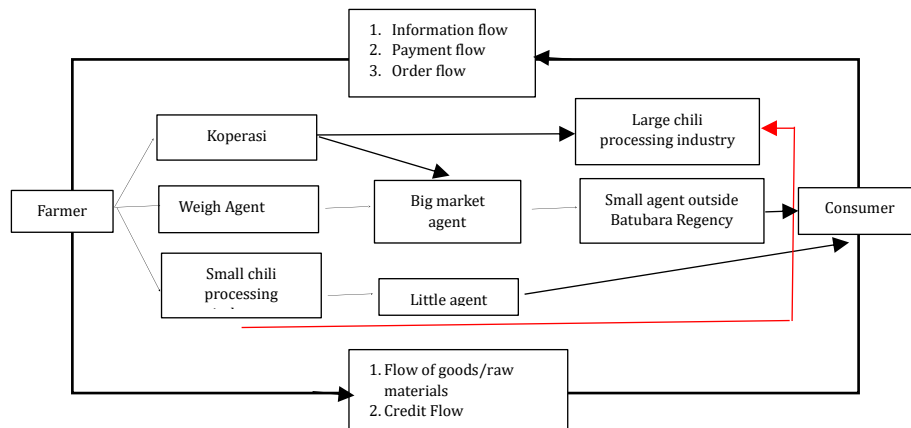 1. Information flow
2. Payment flow
3. Order flow
Koperasi
Large chili
processing industry
Farmer
Weigh Agent
Big market
agent
Small agent outside
Batubara Regency
Consumer
Small chili
processing
Little agent
1. Flow of goods/raw
materials
2. Credit Flow